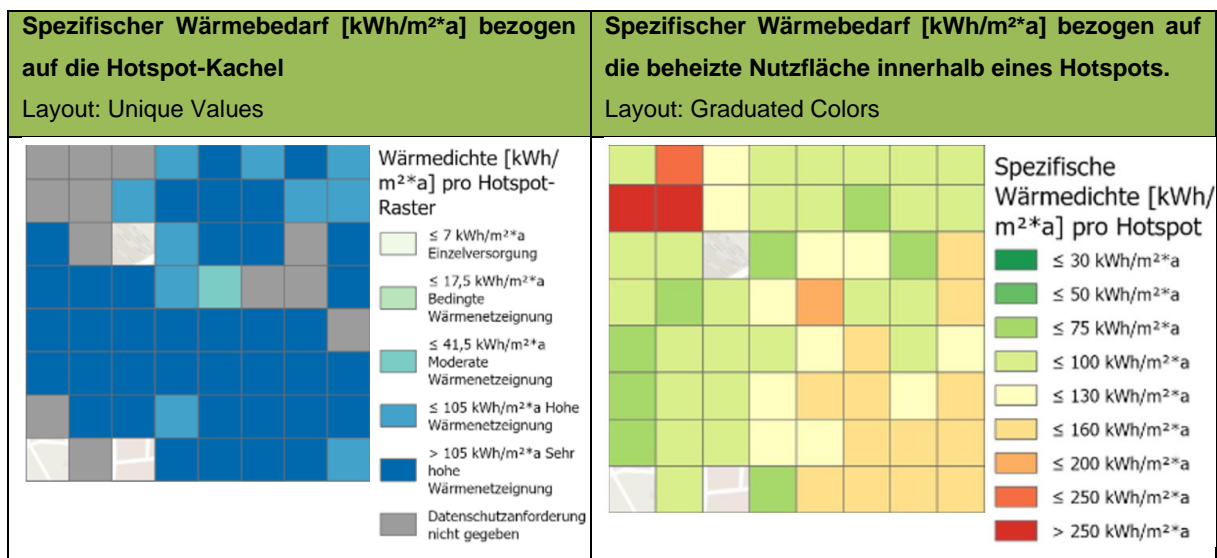 Spezifischer Wärmebedarf [kWh/m²*a] bezogen
auf die Hotspot-Kachel
Layout: Unique Values
Spezifischer Wärmebedarf [kWh/m²*a] bezogen auf
die beheizte Nutzfläche innerhalb eines Hotspots.
Layout: Graduated Colors
Wärmedichte [kWh/
m²*a] pro Hotspot-
Raster
≤ 7 kWh/m²*a
Einzelversorgung
≤ 17,5 kWh/m²*a
Bedingte
Wärmenetzeignung
≤ 41,5 kWh/m²*a
Moderate
Wärmenetzeignung
≤ 105 kWh/m²*a Hohe
Wärmenetzeignung
> 105 kWh/m²*a Sehr
hohe
Wärmenetzeignung
Datenschutzanforderung
nicht gegeben
Spezifische
Wärmedichte [kWh/
m²*a] pro Hotspot
≤ 30 kWh/m²*a
≤ 50 kWh/m²*a
≤ 75 kWh/m²*a
≤ 100 kWh/m²*a
≤ 130 kWh/m²*a
≤ 160 kWh/m²*a
≤ 200 kWh/m²*a
≤ 250 kWh/m²*a
> 250 kWh/m²*a